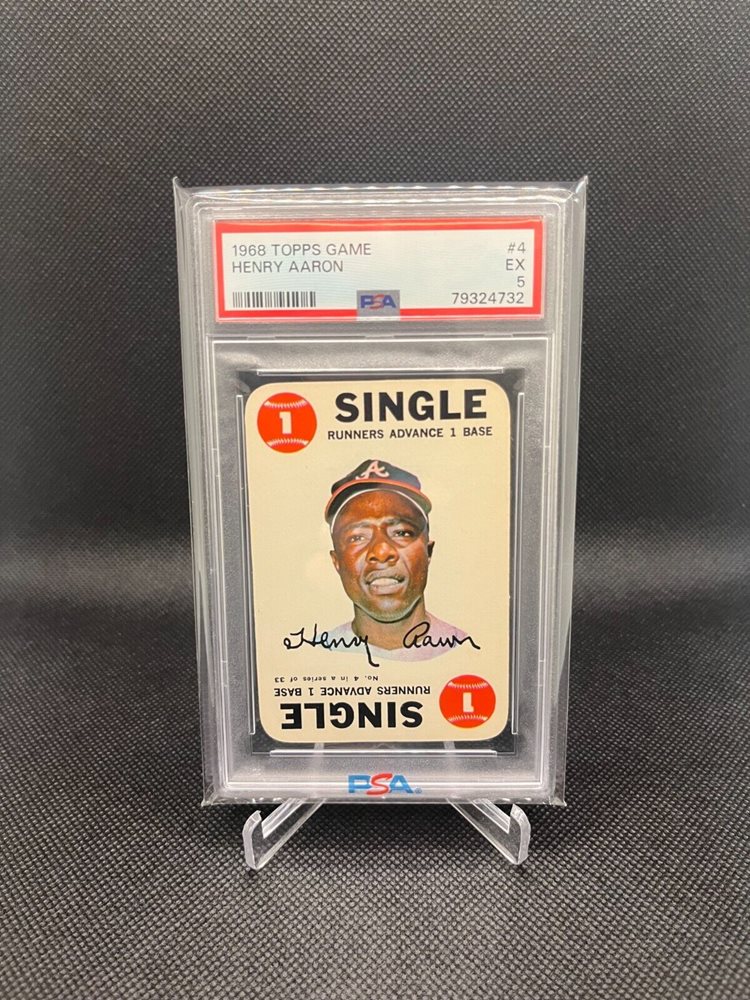 1968 TOPPS GAME #4
HENRY AARON EX
5
PSA 79324732
1 SINGLE
RUNNERS ADVANCE 1 BASE
A
Henry Aaron
No. 4 in a series of 33
RUNNERS ADVANCE 1 BASE
SINGLE 1
PSA